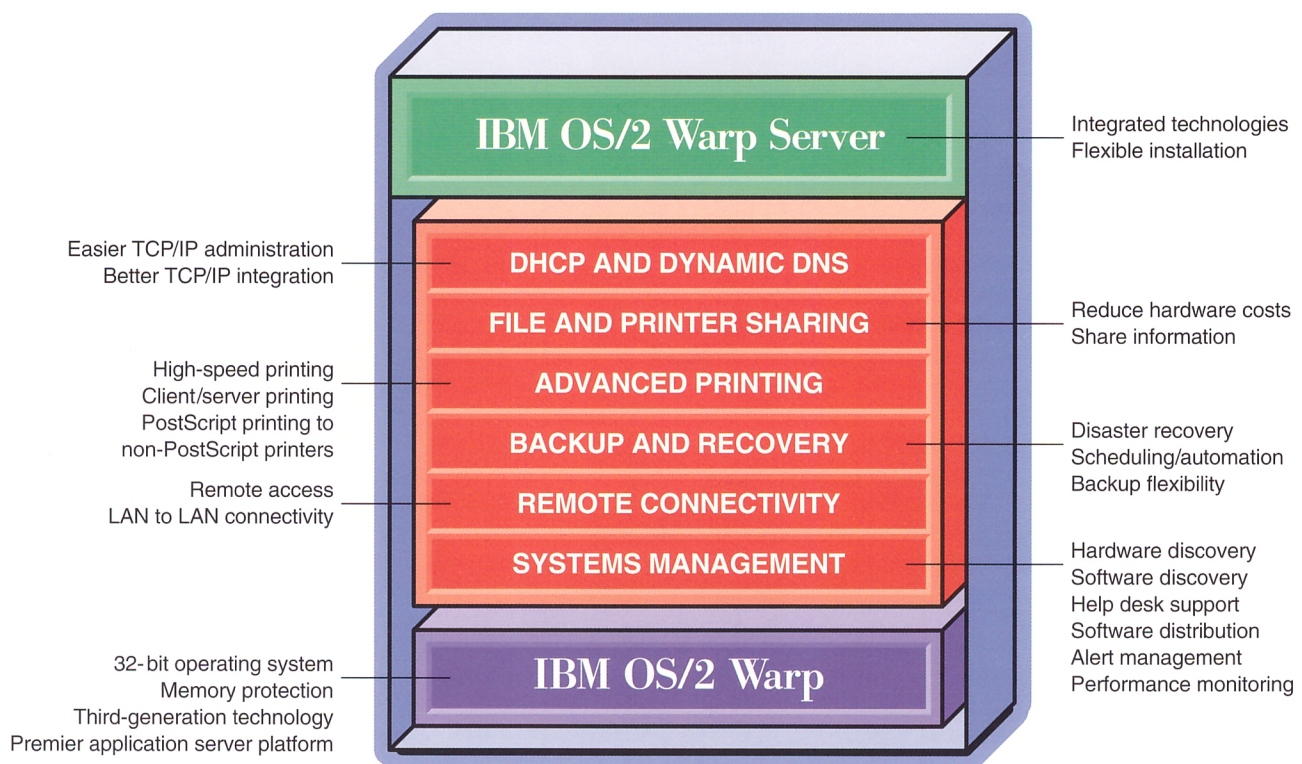 IBM OS/2 Warp Server
Integrated technologies
Flexible installation
Easier TCP/IP administration
Better TCP/IP integration
DHCP AND DYNAMIC DNS
FILE AND PRINTER SHARING
Reduce hardware costs
Share information
High-speed printing
Client/server printing
PostScript printing to
non-PostScript printers
ADVANCED PRINTING
BACKUP AND RECOVERY
Disaster recovery
Scheduling/automation
Backup flexibility
Remote access
LAN to LAN connectivity
REMOTE CONNECTIVITY
SYSTEMS MANAGEMENT
Hardware discovery
Software discovery
Help desk support
Software distribution
Alert management
Performance monitoring
32-bit operating system
Memory protection
Third-generation technology
Premier application server platform
IBM OS/2 Warp